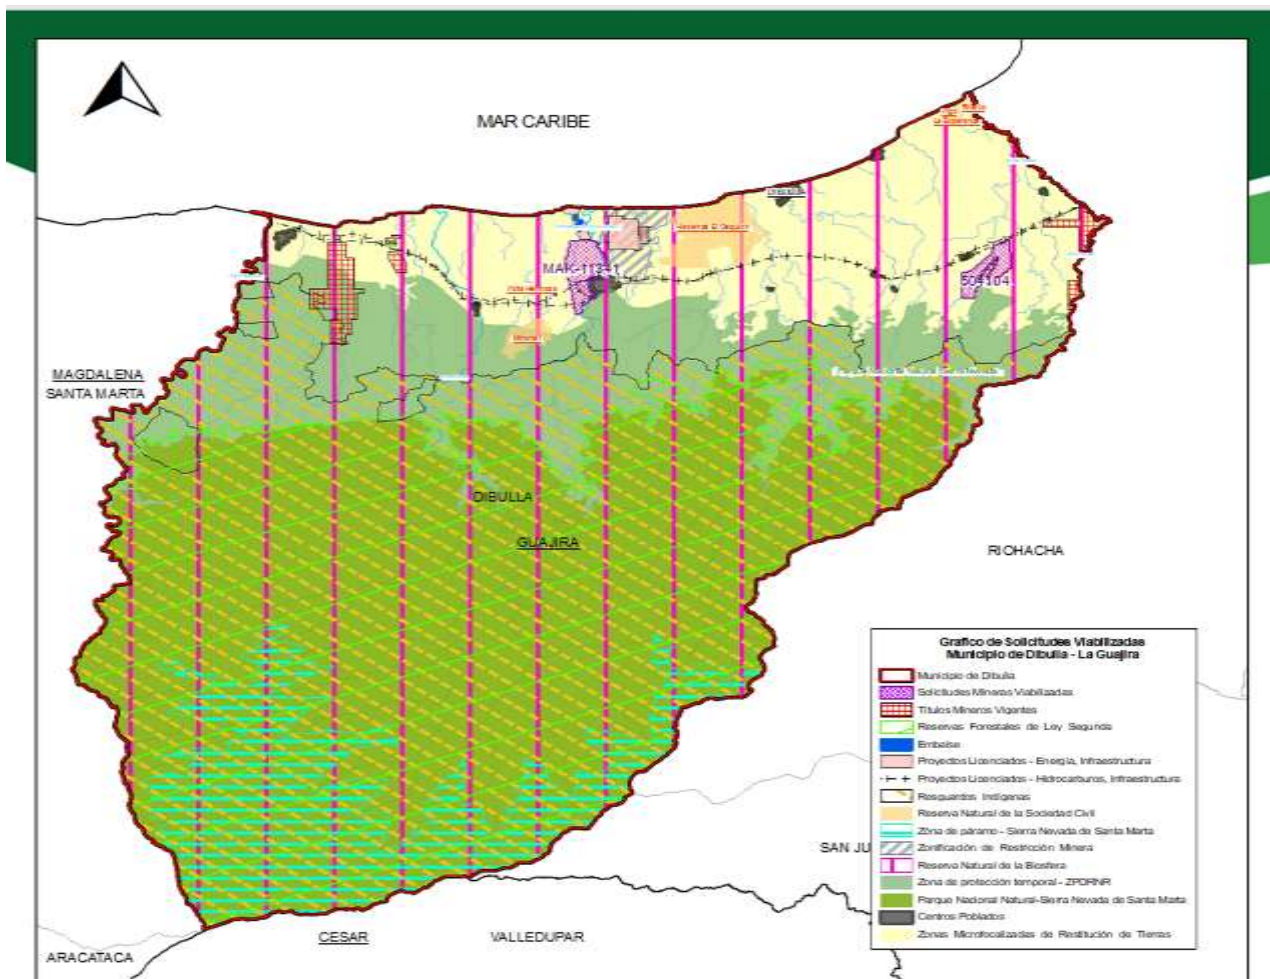 MAR CARIBE
DIBULLA
MAK-11341
504104
MAGDALENA
SANTA MARTA
DIBULLA
GUAJIRA
RIOHACHA
SAN JU
CESAR
VALLEDUPAR
ARACATACA
Grafico de Solicitudes Viabilizadas
Municipio de Dibulla - La Guajira
Municipio de Dibulla
Solicitudes Mineras Viabilizadas
Titulos Mineros Vigentes
Reservas Forestales de Ley Segunda
Embalse
Proyectos Licenciados - Energía, Infraestructura
Proyectos Licenciados - Hidrocarburos, Infraestructura
Resguardos Indígenas
Reserva Natural de la Sociedad Civil
Zona de páramo - Sierra Nevada de Santa Marta
Zonificación de Restricción Minera
Reserva Natural de la Biosfera
Zona de protección temporal - ZPDRNR
Parque Nacional Natural-Sierra Nevada de Santa Marta
Centros Poblados
Zonas Microfocalizadas de Restitución de Tierras